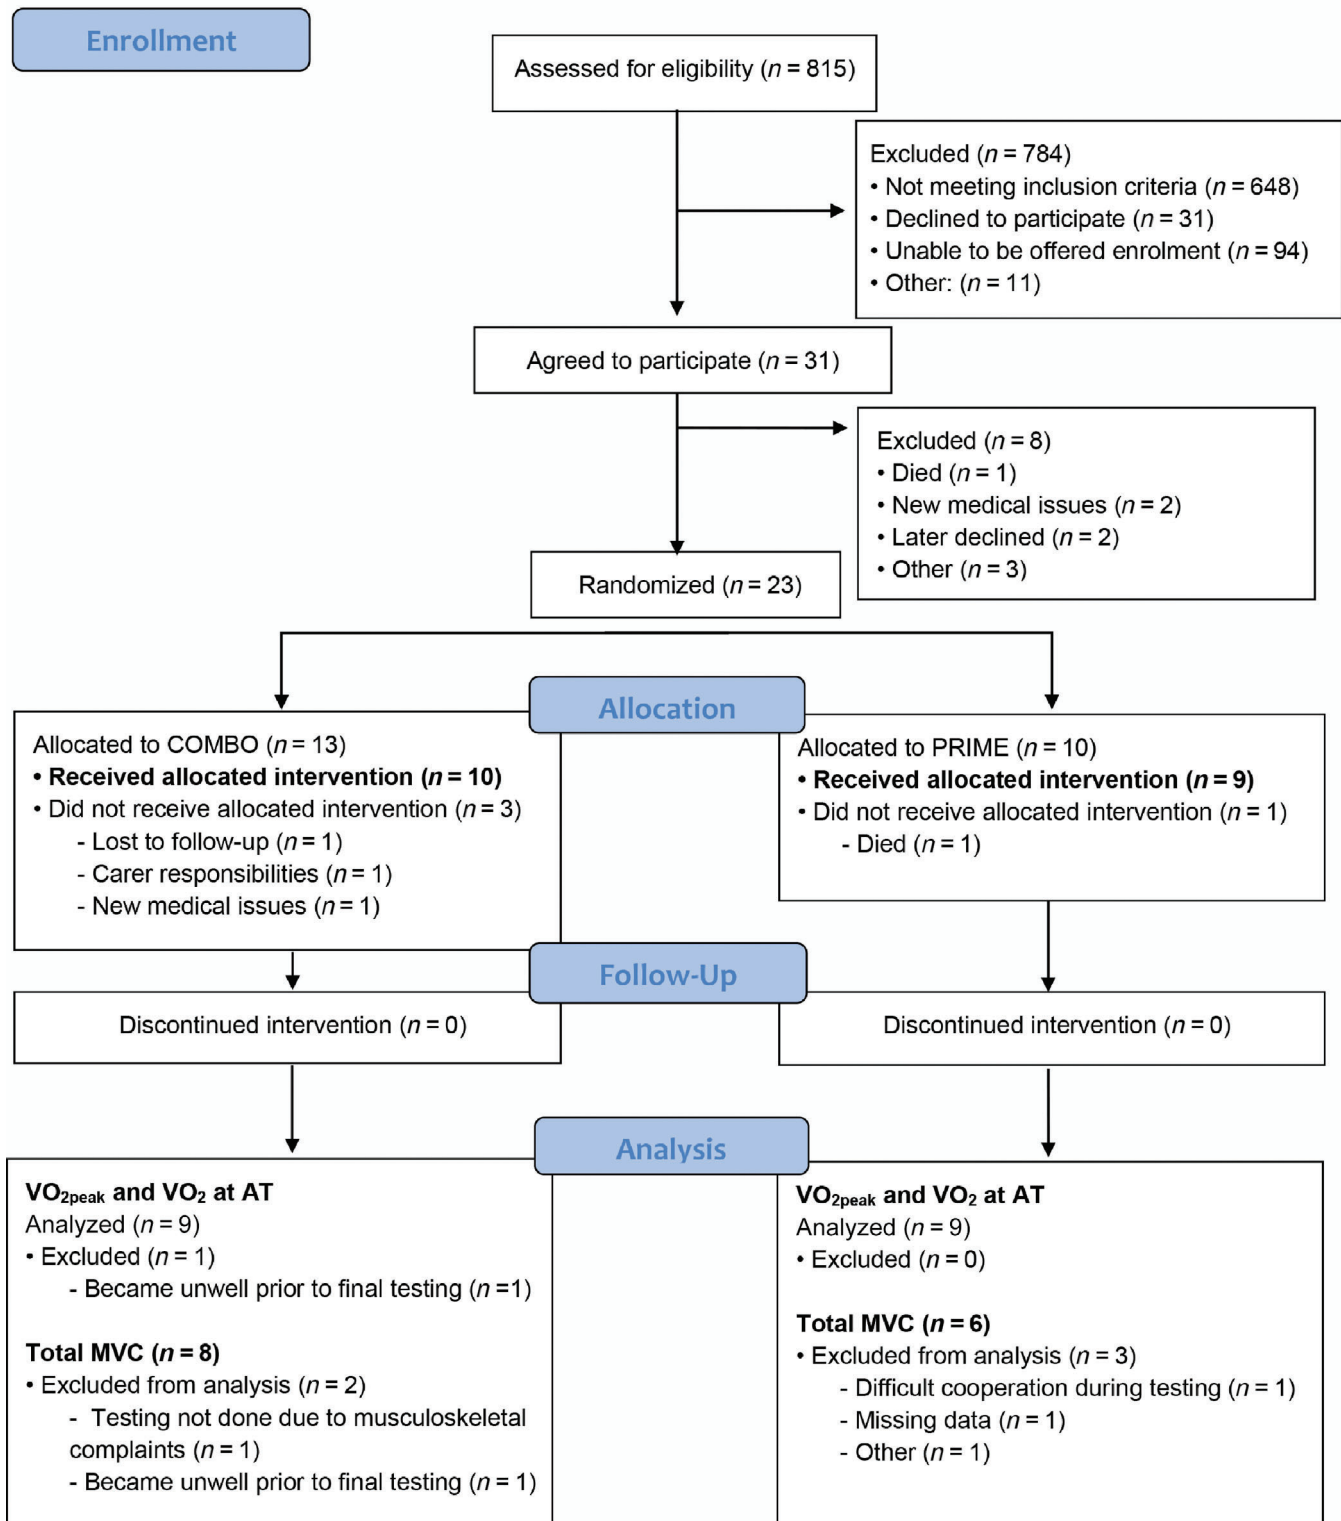 Enrollment
Assessed for eligibility (n = 815)
Excluded (n = 784)
• Not meeting inclusion criteria (n = 648)
• Declined to participate (n = 31)
• Unable to be offered enrolment (n = 94)
• Other: (n = 11)
Agreed to participate (n = 31)
Excluded (n = 8)
• Died (n = 1)
• New medical issues (n = 2)
• Later declined (n = 2)
• Other (n = 3)
Randomized (n = 23)
Allocation
Allocated to COMBO (n = 13)
• Received allocated intervention (n = 10)
• Did not receive allocated intervention (n = 3)
- Lost to follow-up (n = 1)
- Carer responsibilities (n = 1)
- New medical issues (n = 1)
Allocated to PRIME (n = 10)
• Received allocated intervention (n = 9)
• Did not receive allocated intervention (n = 1)
- Died (n = 1)
Follow-Up
Discontinued intervention (n = 0)
Discontinued intervention (n = 0)
Analysis
VO2peak and VO2 at AT
Analyzed (n = 9)
• Excluded (n = 1)
- Became unwell prior to final testing (n =1)
Total MVC (n = 8)
• Excluded from analysis (n = 2)
- Testing not done due to musculoskeletal
complaints (n = 1)
- Became unwell prior to final testing (n = 1)
VO2peak and VO2 at AT
Analyzed (n = 9)
• Excluded (n = 0)
Total MVC (n = 6)
• Excluded from analysis (n = 3)
- Difficult cooperation during testing (n = 1)
- Missing data (n = 1)
- Other (n = 1)